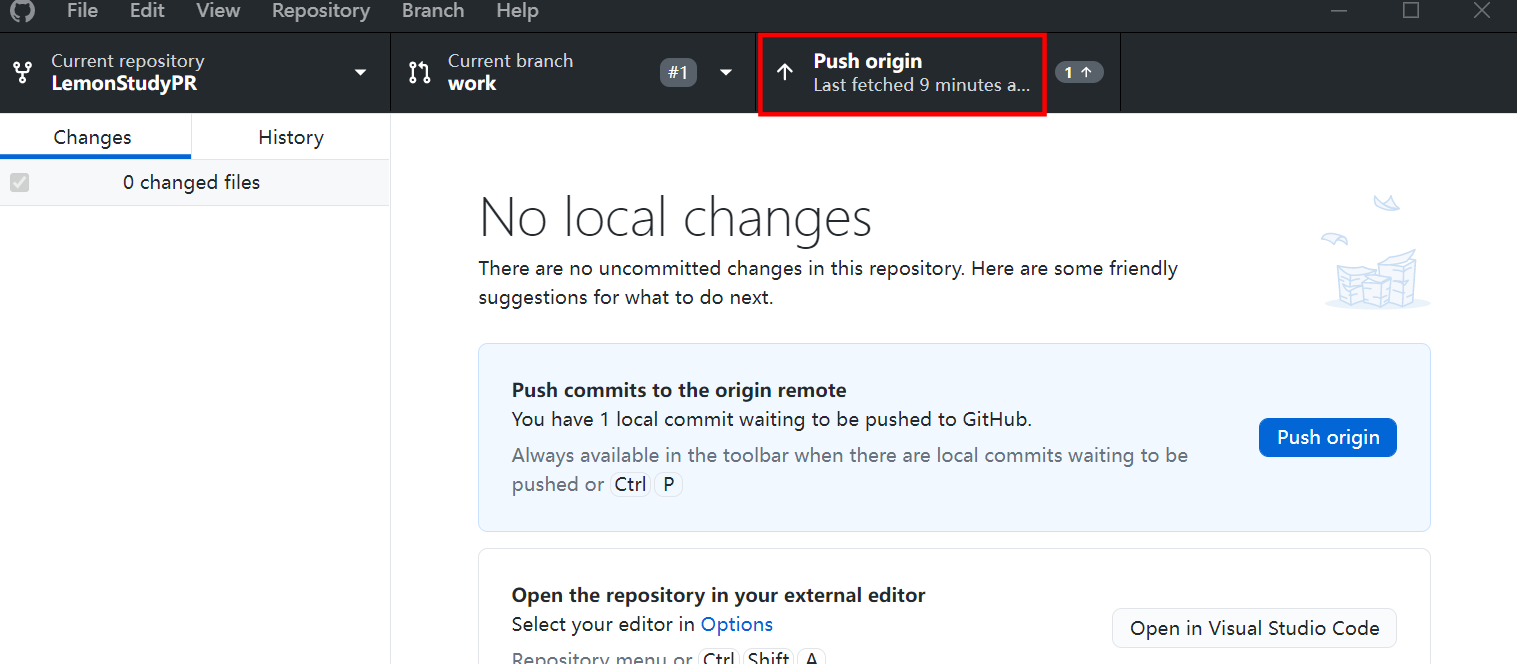 File Edit View Repository Branch Help
Current repository
LemonStudyPR
Current branch
work
#1
Push origin
Last fetched 9 minutes a...
1
Changes
History
0 changed files
No local changes
There are no uncommitted changes in this repository. Here are some friendly
suggestions for what to do next.
Push commits to the origin remote
You have 1 local commit waiting to be pushed to GitHub.
Always available in the toolbar when there are local commits waiting to be
pushed or Ctrl P
Push origin
Open the repository in your external editor
Select your editor in Options
Repository menu or Ctrl Shift A
Open in Visual Studio Code